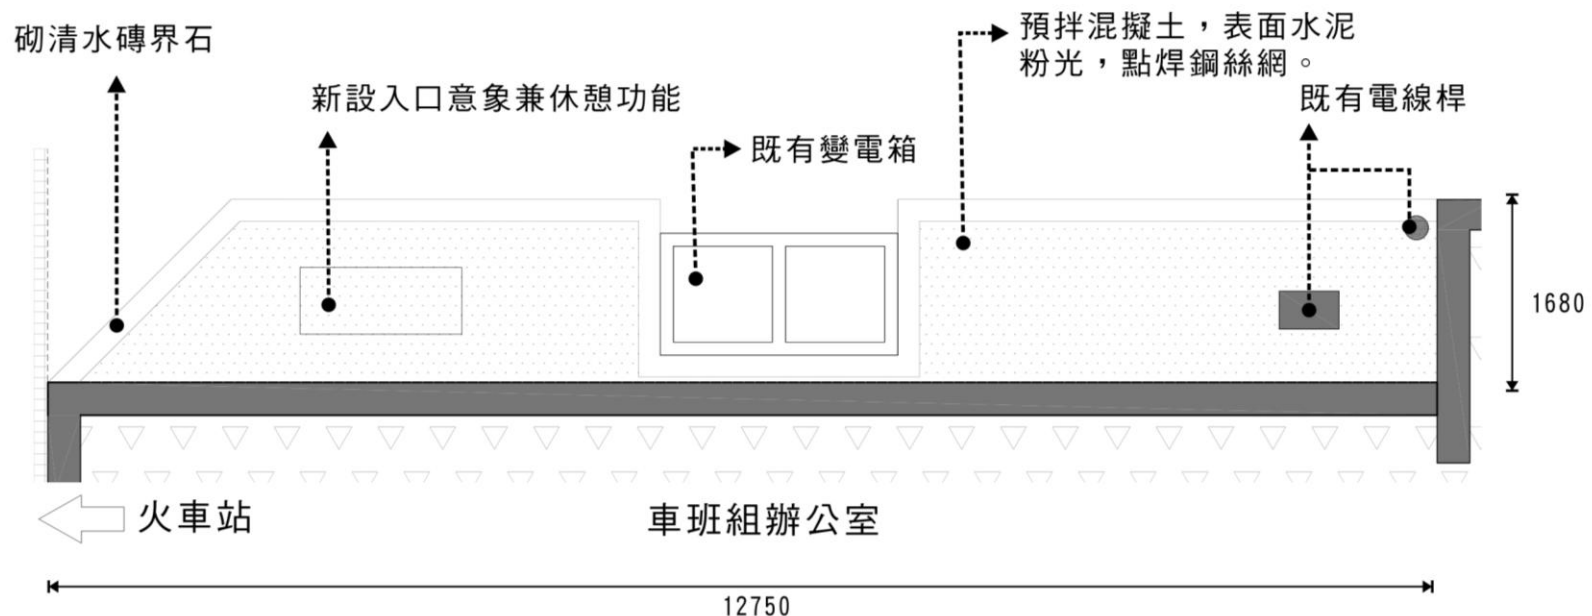 砌清水磚界石
新設入口意象兼休憩功能
既有變電箱
預拌混擬土，表面水泥
粉光，點焊鋼絲網。
既有電線桿
1680
火車站
車班組辦公室
12750